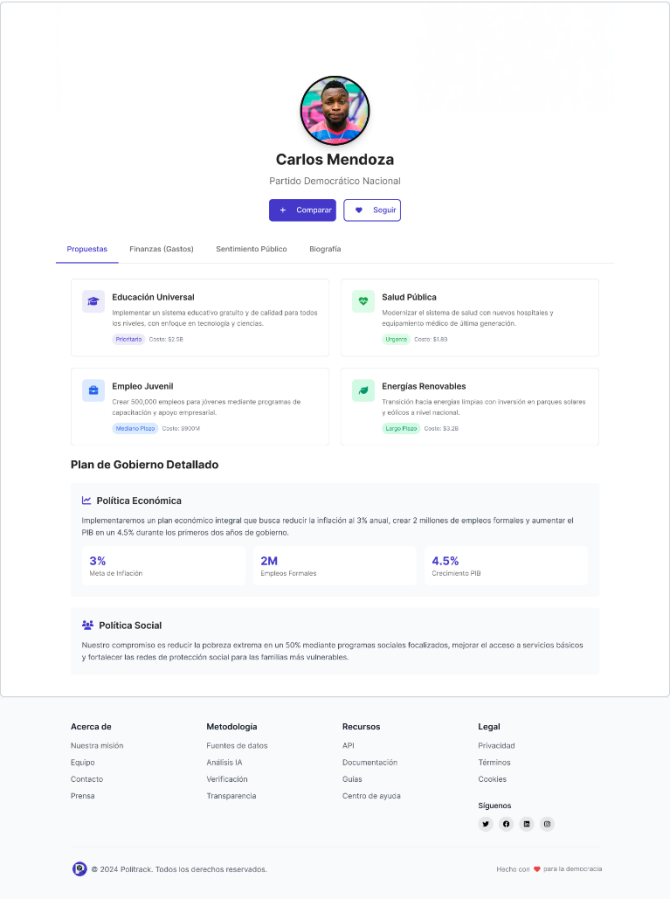 Carlos Mendoza
Partido Democrático Nacional
+ Comparar
Seguir
Propuestas
Finanzas (Gastos)
Sentimiento Público
Biografía
Educación Universal
Implementar un sistema educativo gratuito y de calidad para todos
los niveles, con enfoque en tecnología y ciencias.
Prioritario
Costo: $2.5B
Salud Pública
Modernizar el sistema de salud con nuevos hospitales y
equipamiento médico de última generación.
Urgente
Costo: $1.8B
Empleo Juvenil
Crear 500,000 empleos para jóvenes mediante programas de
capacitación y apoyo empresarial.
Mediano Plazo
Costo: $900M
Energías Renovables
Transición hacia energías limpias con inversión en parques solares
y eólicos a nivel nacional.
Largo Plazo
Costo: $3.2B
Plan de Gobierno Detallado
Política Económica
Implementaremos un plan económico integral que busca reducir la inflación al 3% anual, crear 2 millones de empleos formales y aumentar el
PIB en un 4.5% durante los primeros dos años de gobierno.
3%
Meta de Inflación
2M
Empleos Formales
4.5%
Crecimiento PIB
Política Social
Nuestro compromiso es reducir la pobreza extrema en un 50% mediante programas sociales focalizados, mejorar el acceso a servicios básicos
y fortalecer las redes de protección social para las familias más vulnerables.
Acerca de
Nuestra misión
Equipo
Contacto
Prensa
Metodología
Fuentes de datos
Análisis IA
Verificación
Transparencia
Recursos
API
Documentación
Guías
Centro de ayuda
Legal
Privacidad
Términos
Cookies
Síguenos
© 2024 Politrack. Todos los derechos reservados.
Hecho con ❤ para la democracia